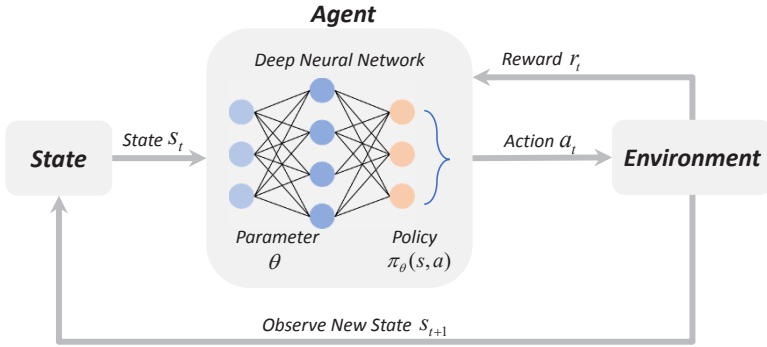 Agent
Deep Neural Network
Reward r_t
State s_t
Action a_t
State
Environment
Parameter
θ
Policy
π_θ(s,a)
Observe New State s_{t+1}